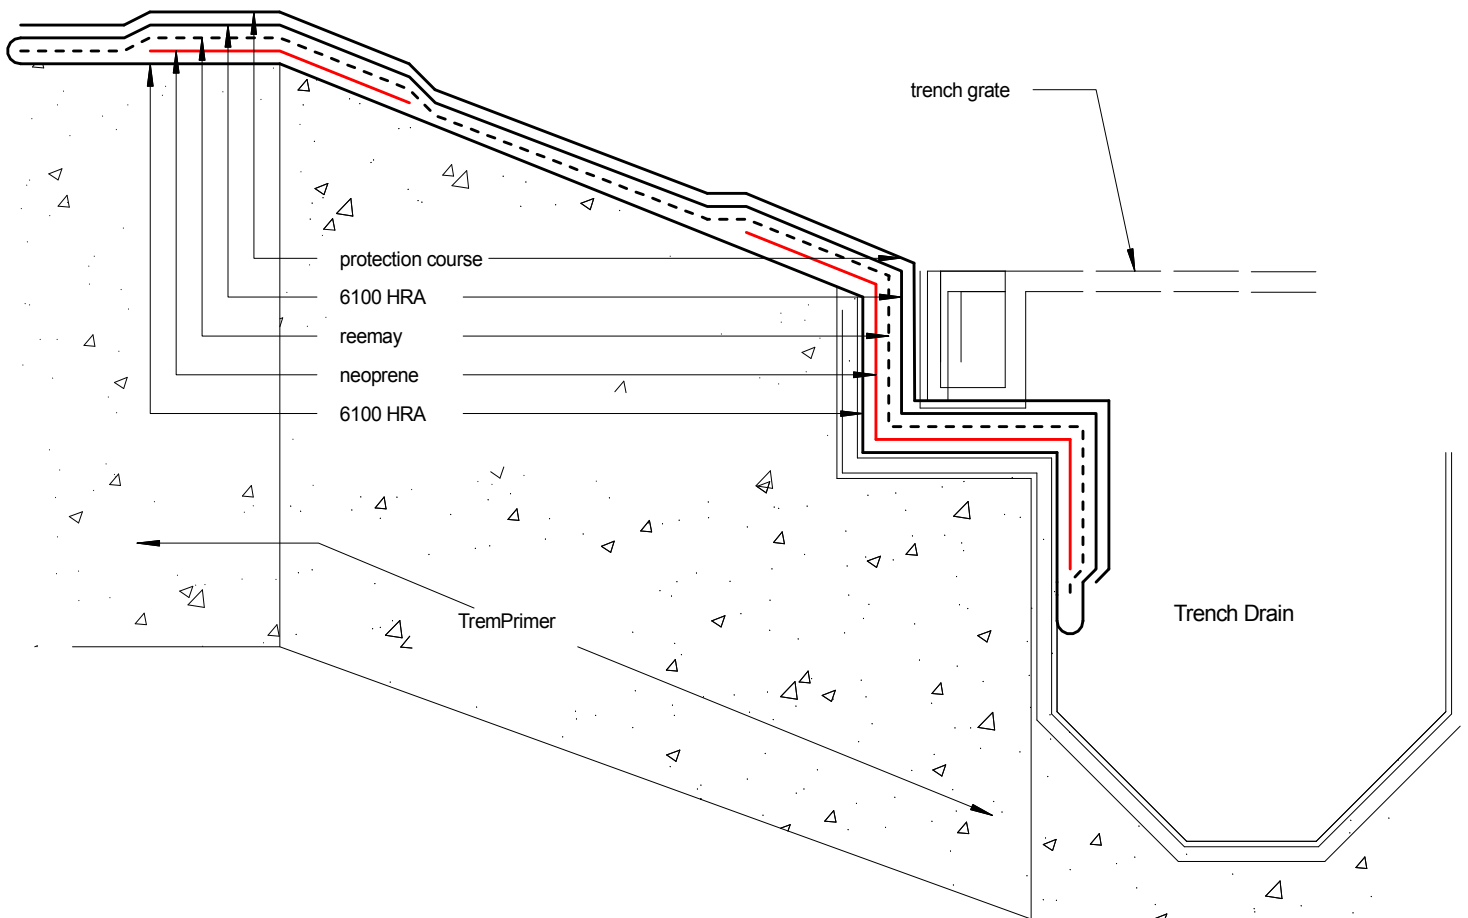 trench grate
protection course
6100 HRA
reemay
neoprene
6100 HRA
TremPrimer
Trench Drain